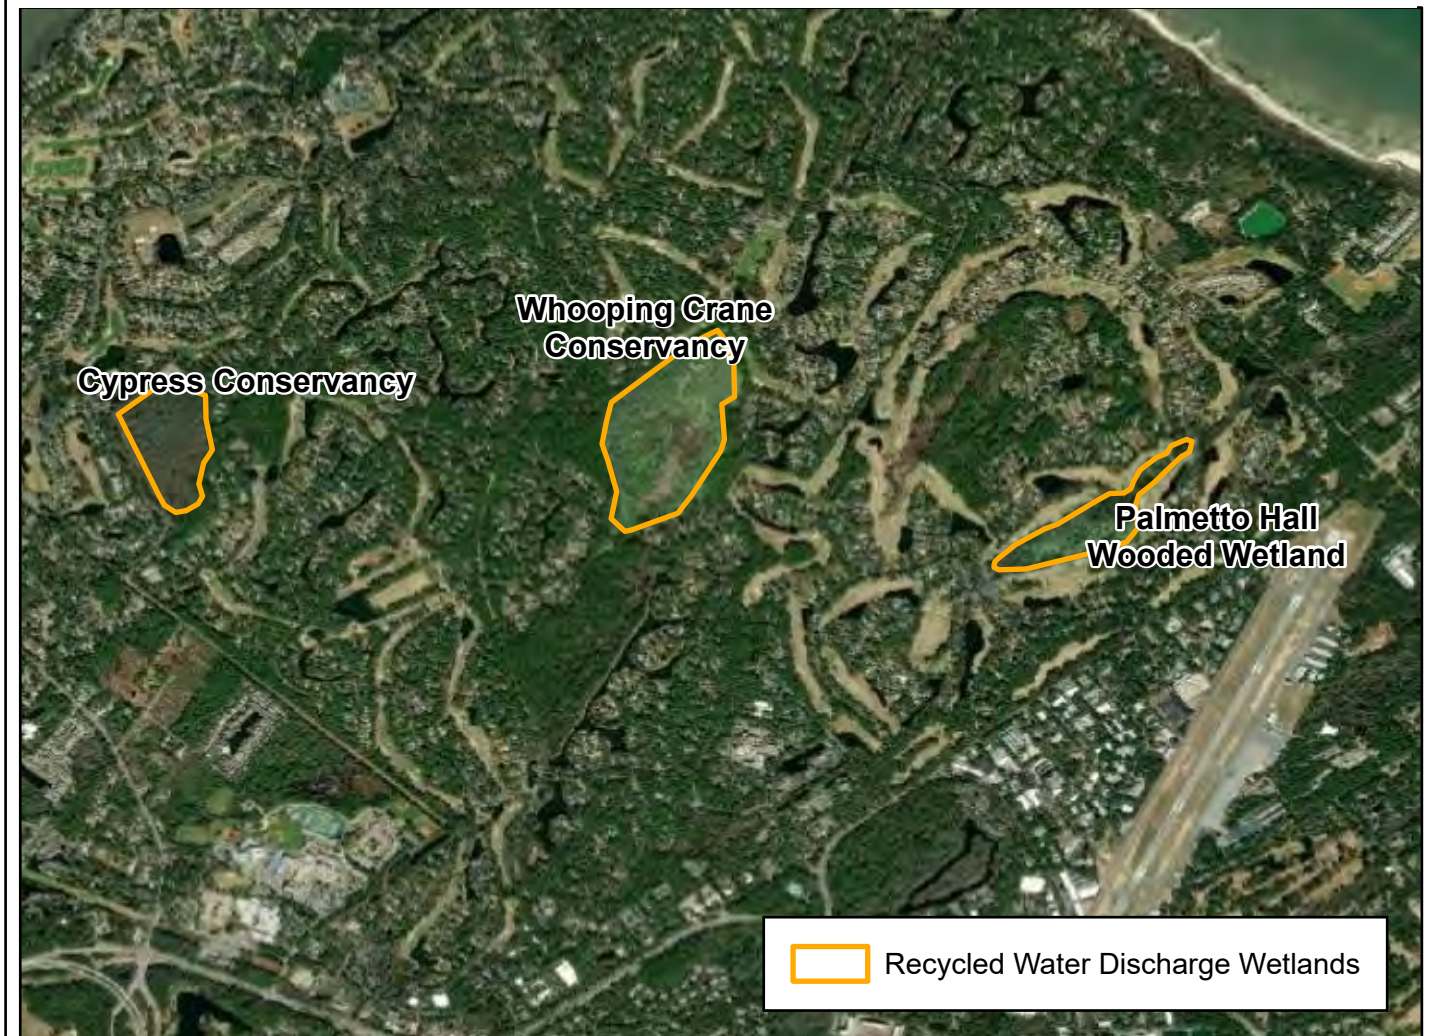 Whooping Crane
Conservancy
Cypress Conservancy
Palmetto Hall
Wooded Wetland
Recycled Water Discharge Wetlands